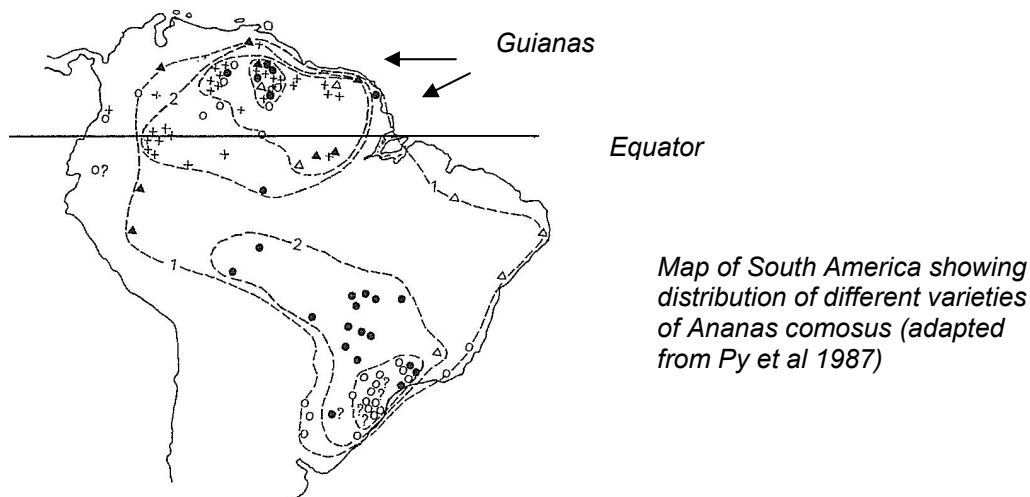 Guianas
2
Equator
1
2
1
Map of South America showing
distribution of different varieties
of Ananas comosus (adapted
from Py et al 1987)
?
?
?
?
?
?